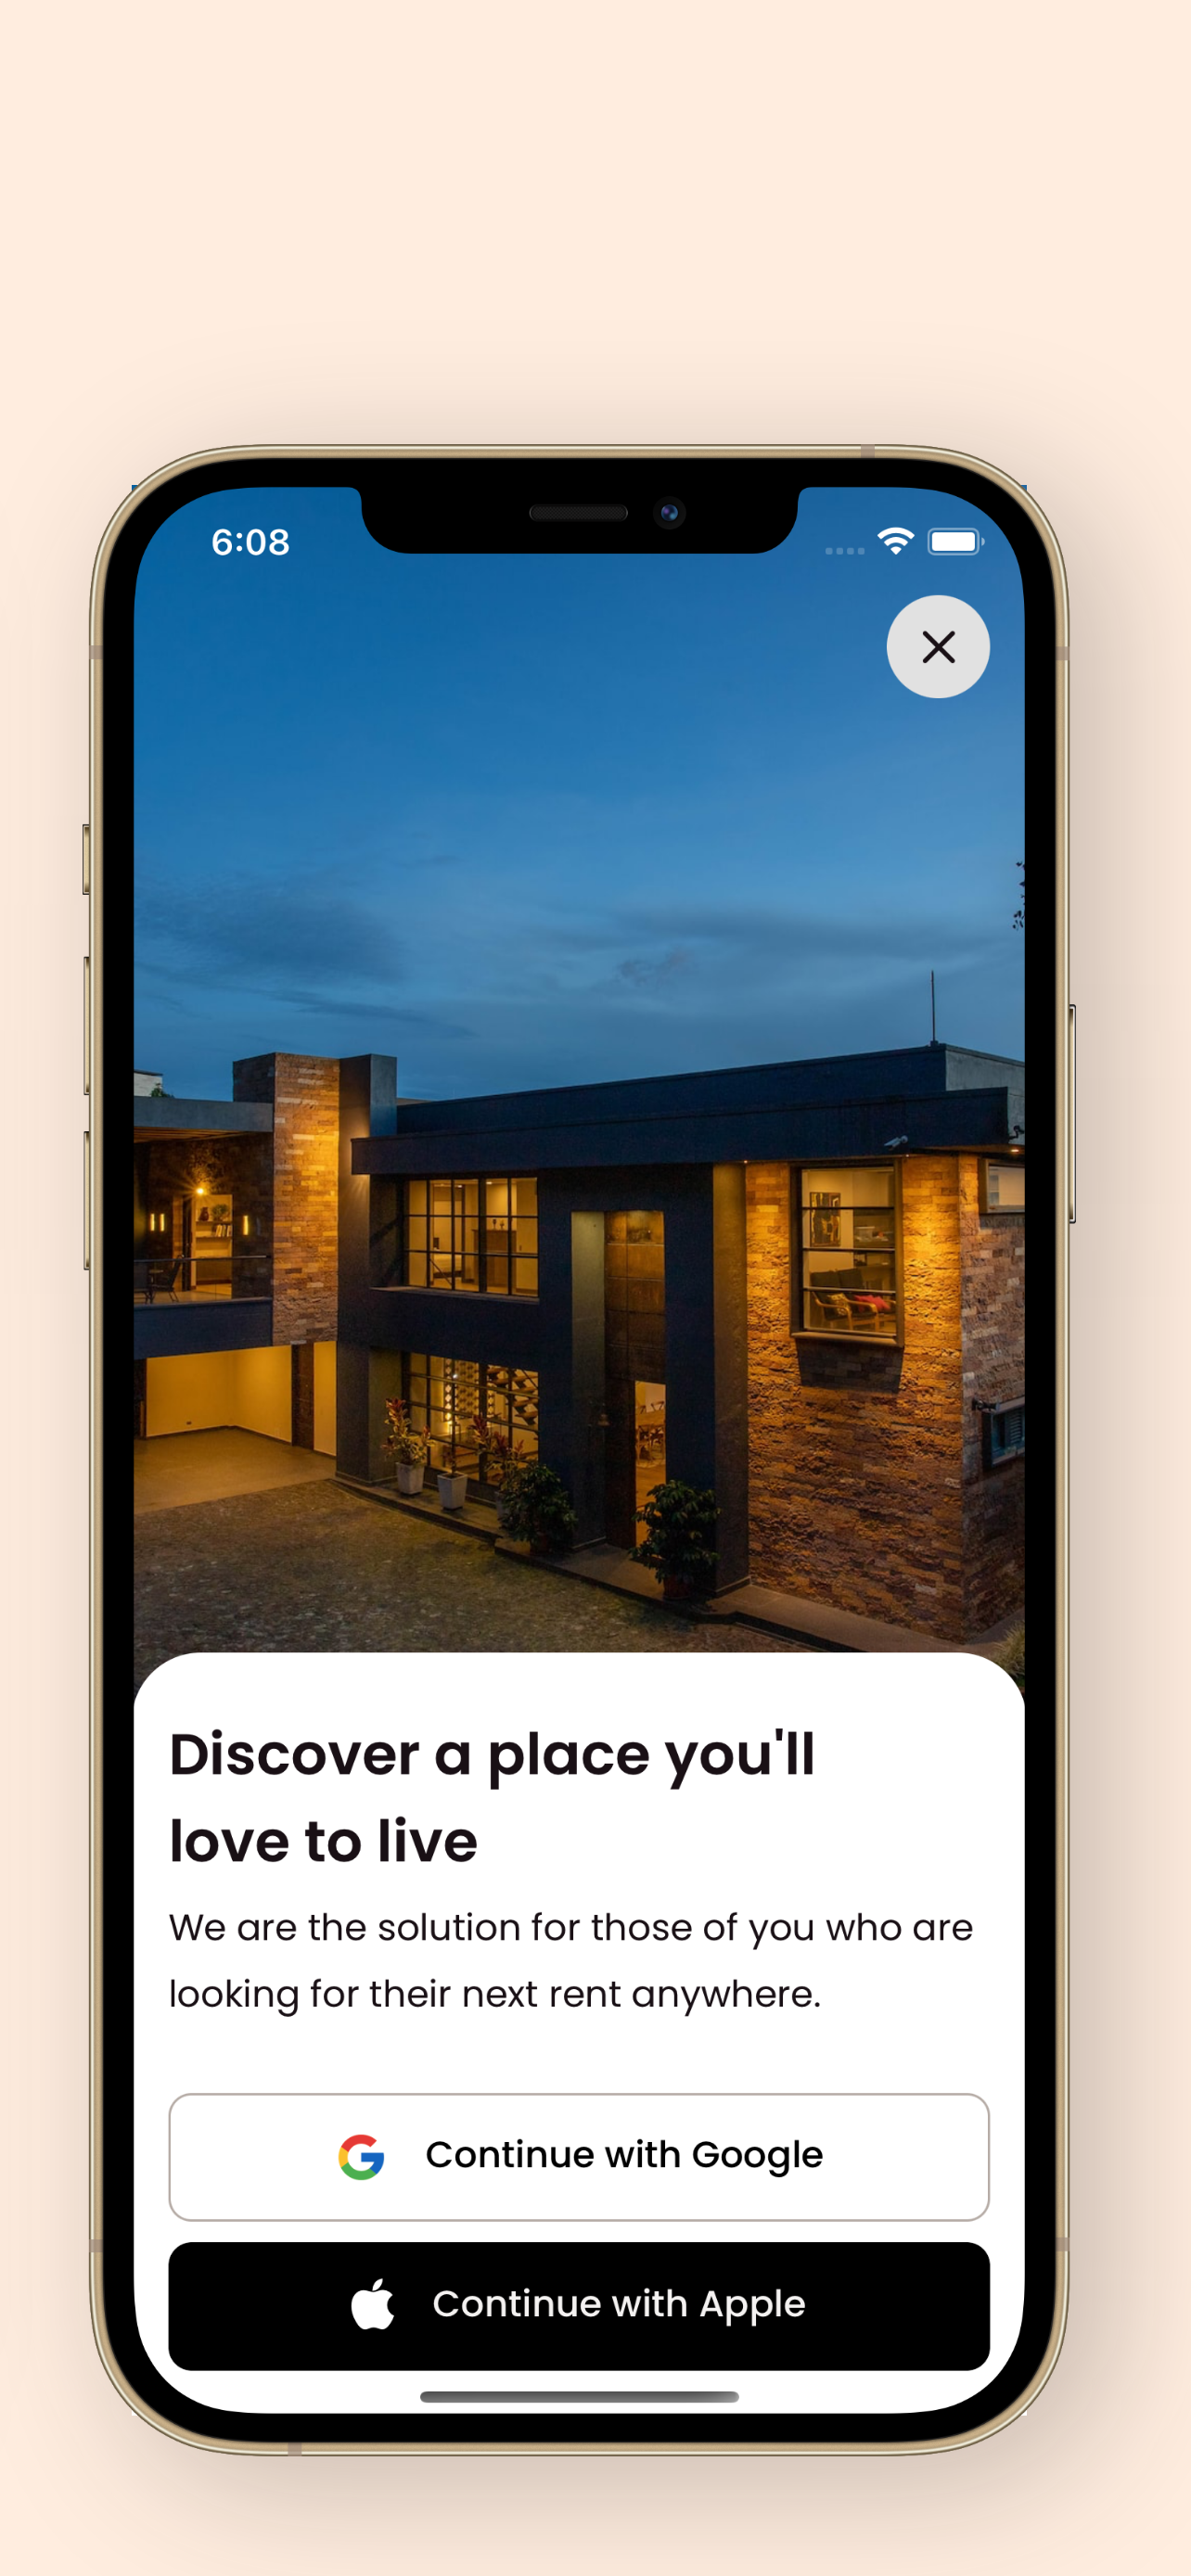 6:08
Discover a place you'll
love to live
We are the solution for those of you who are
looking for their next rent anywhere.
Continue with Google
Continue with Apple